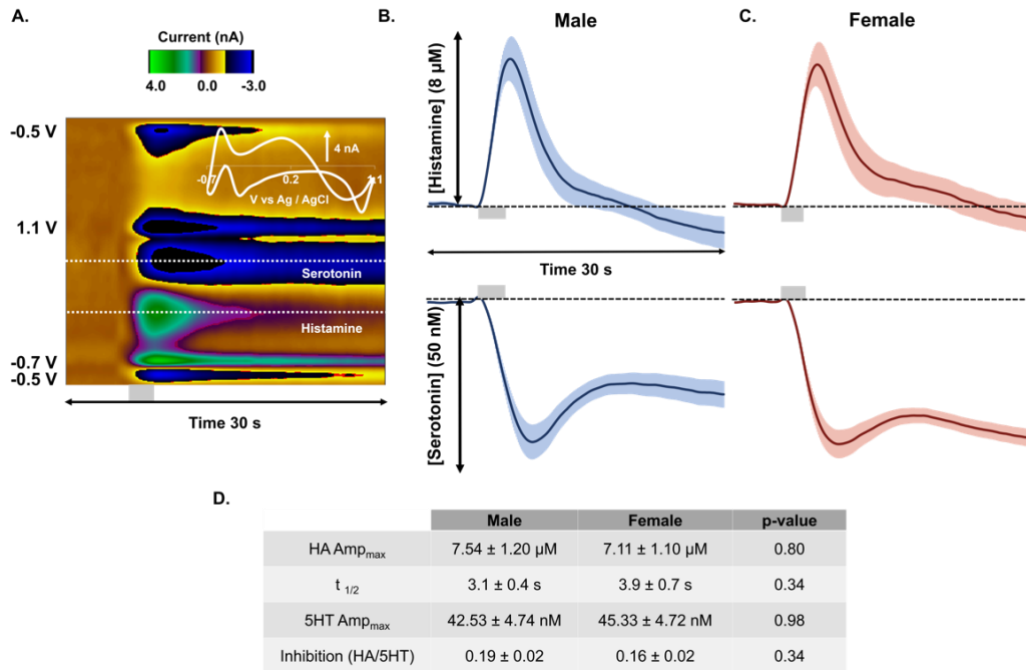 A.
Current (nA)
4.0 0.0 -3.0
-0.5 V
4 nA
-0.7 0.2 1.1
V vs Ag / AgCl
1.1 V
Serotonin
Histamine
-0.7 V
-0.5 V
Time 30 s
B. Male
[Histamine] (8 μM)
Time 30 s
[Serotonin] (50 nM)
C. Female
D.
Male Female p-value
HA Ampmax 7.54 ± 1.20 μM 7.11 ± 1.10 μM 0.80
t 1/2 3.1 ± 0.4 s 3.9 ± 0.7 s 0.34
5HT Ampmax 42.53 ± 4.74 nM 45.33 ± 4.72 nM 0.98
Inhibition (HA/5HT) 0.19 ± 0.02 0.16 ± 0.02 0.34